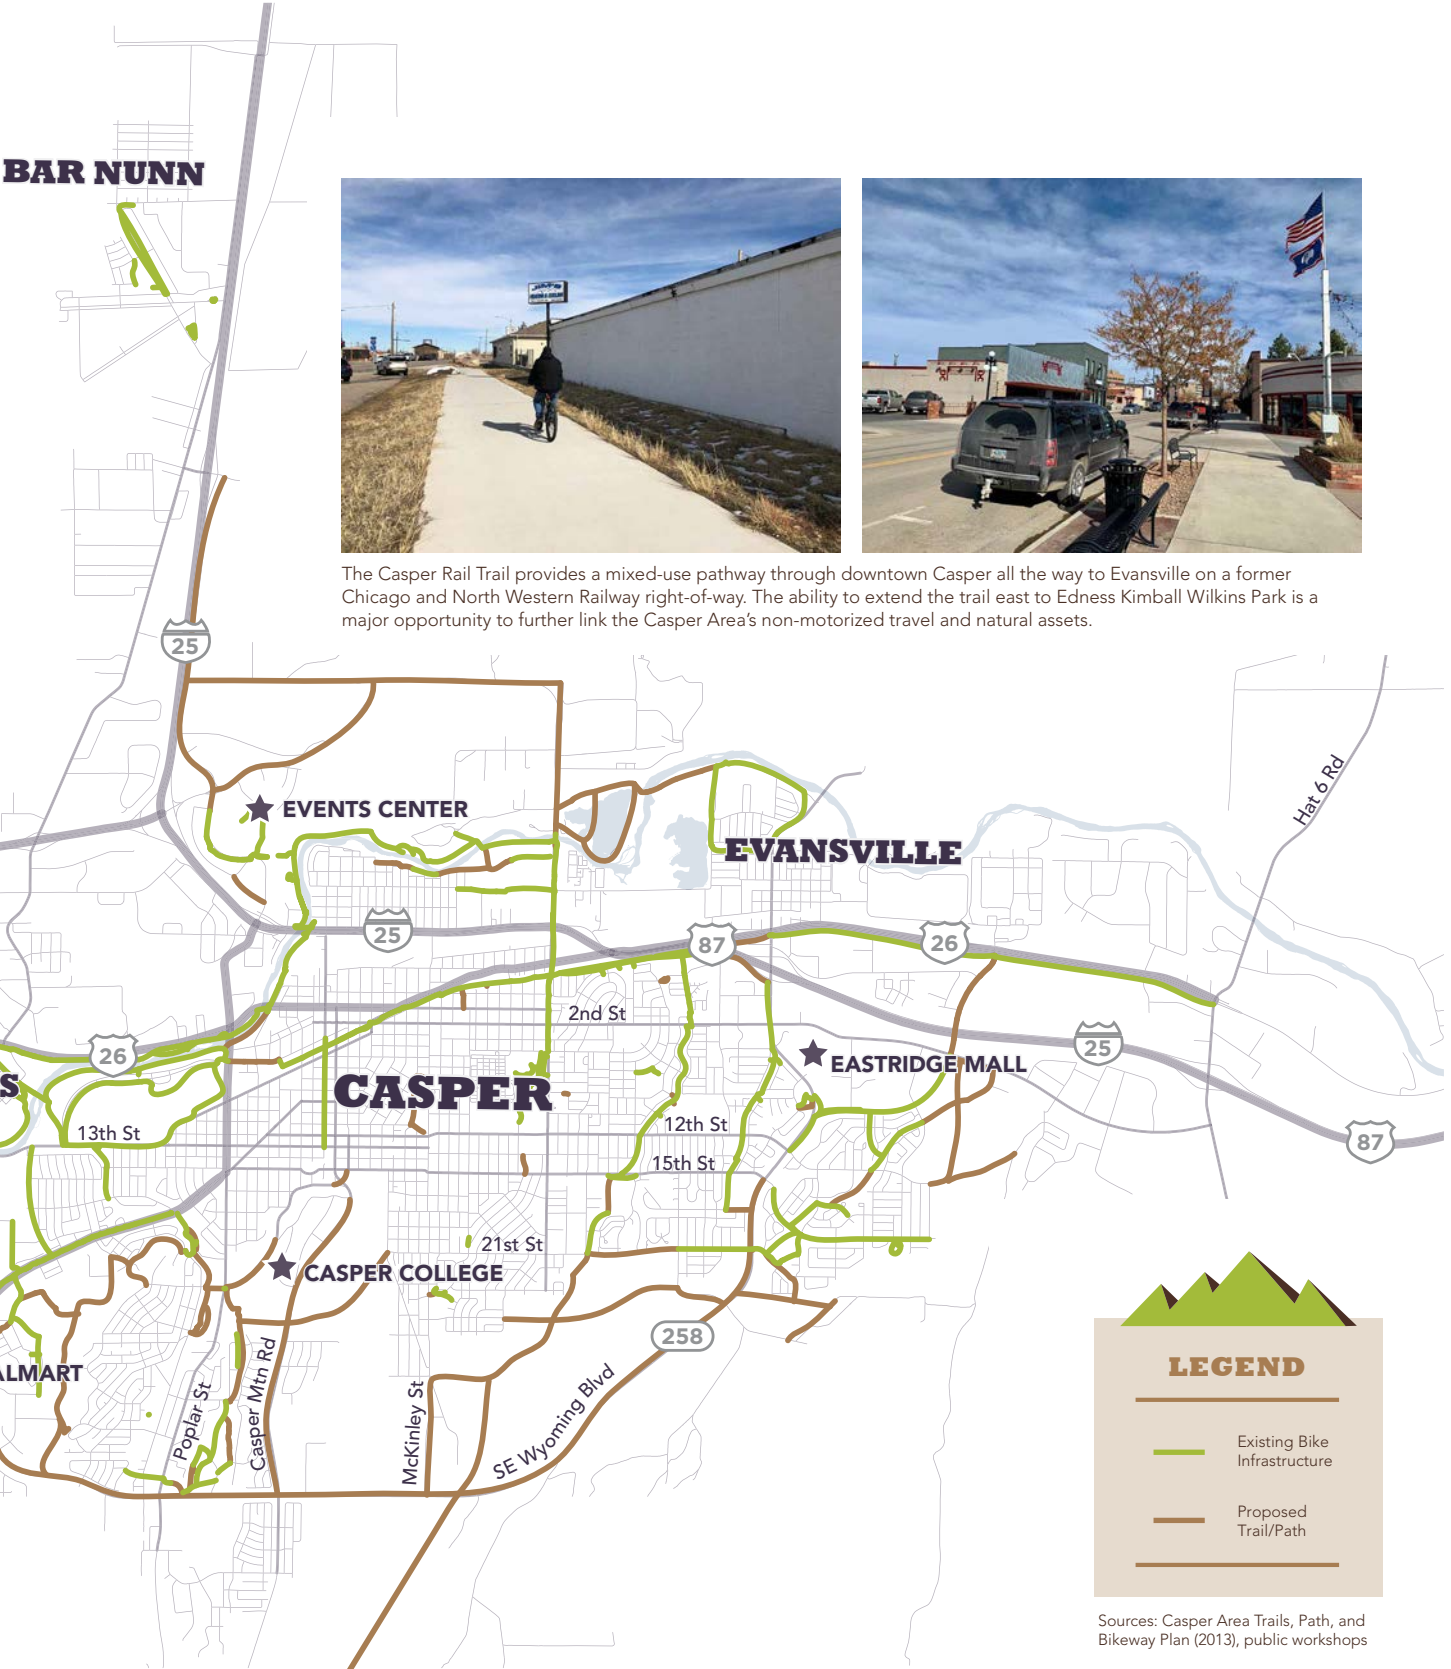 BAR NUNN
The Casper Rail Trail provides a mixed-use pathway through downtown Casper all the way to Evansville on a former
Chicago and North Western Railway right-of-way. The ability to extend the trail east to Edness Kimball Wilkins Park is a
major opportunity to further link the Casper Area's non-motorized travel and natural assets.
25
Hat 6 Rd
EVENTS CENTER
EVANSVILLE
25
87
26
2nd St
26
25
EASTRIDGE MALL
S
CASPER
13th St
12th St
87
15th St
21st St
CASPER COLLEGE
258
ALMART
Poplar St
Casper Mtn Rd
McKinley St
SE Wyoming Blvd
LEGEND
Existing Bike
Infrastructure
Proposed
Trail/Path
Sources: Casper Area Trails, Path, and
Bikeway Plan (2013), public workshops